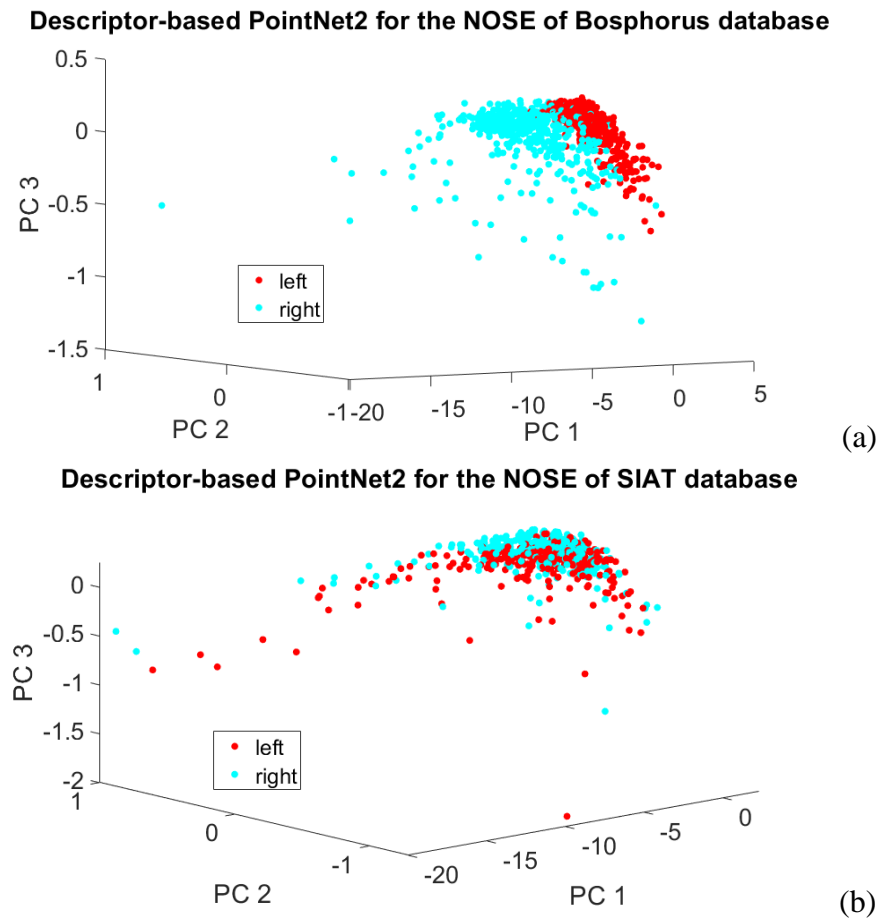 Descriptor-based PointNet2 for the NOSE of Bosphorus database
0.5
0
-0.5
-1
-1.5
PC 3
left
right
1
0
-1
-20
-15
-10
-5
0
5
PC 2
PC 1
(a)
Descriptor-based PointNet2 for the NOSE of SIAT database
0
-0.5
-1
-1.5
-2
PC 3
left
right
1
0
-1
-20
-15
-10
-5
0
PC 2
PC 1
(b)